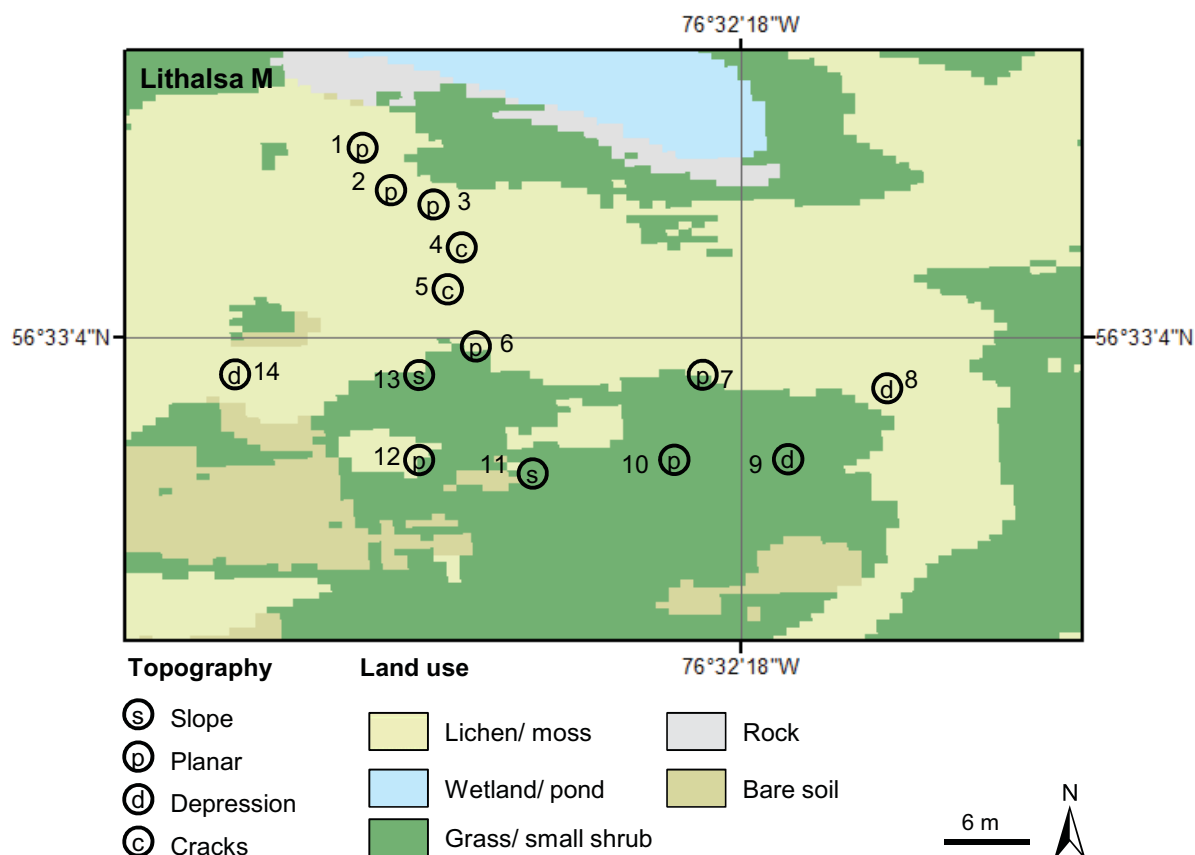 76°32'18"W
Lithalsa M
1 p
2 p
p 3
4 c
5 c
56°33'4"N
56°33'4"N
p 6
d 14
13 s
p 7
d 8
12 p
11 s
10 p
9 d
76°32'18"W
Topography
Land use
s Slope
p Planar
d Depression
c Cracks
Lichen/ moss
Wetland/ pond
Grass/ small shrub
Rock
Bare soil
6 m
N